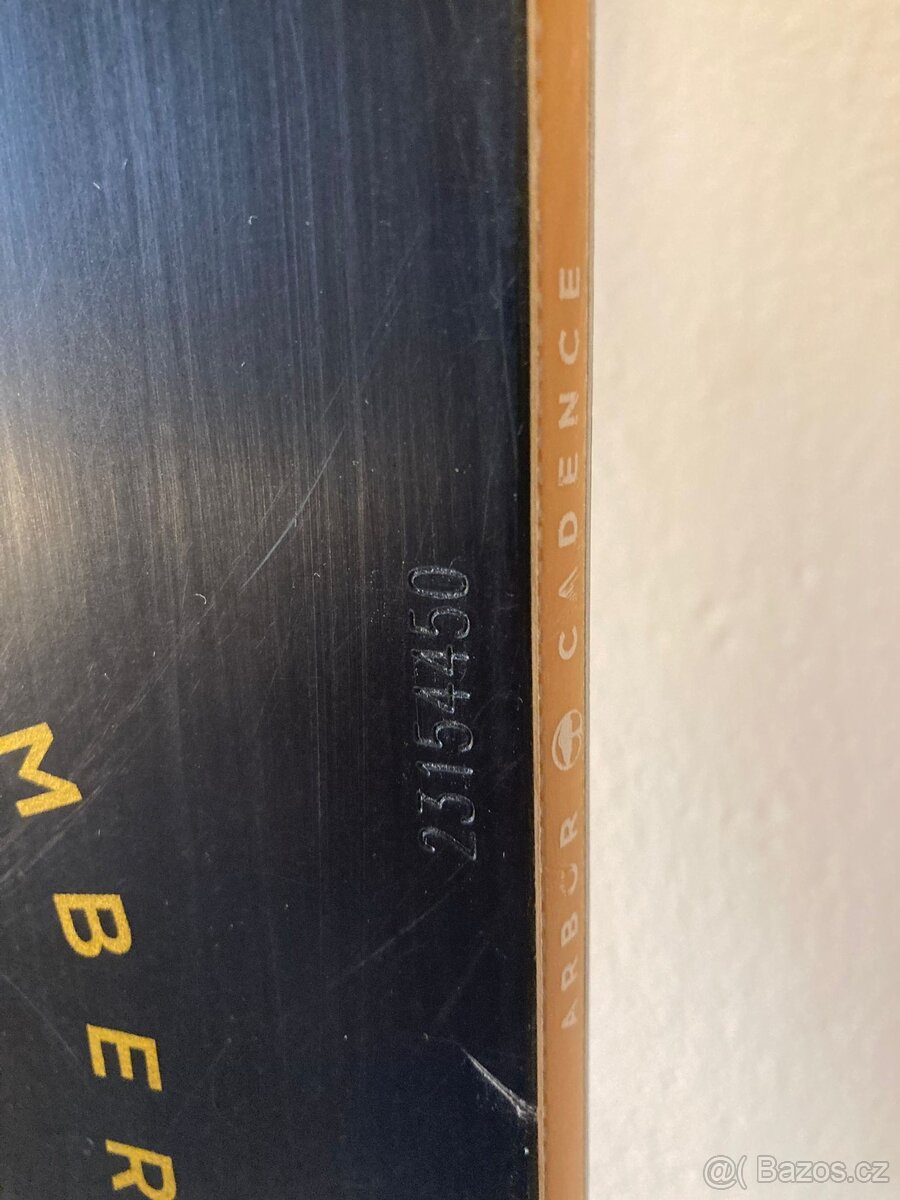 MBER
23154450
ARBOR CADENCE
@( Bazos.cz